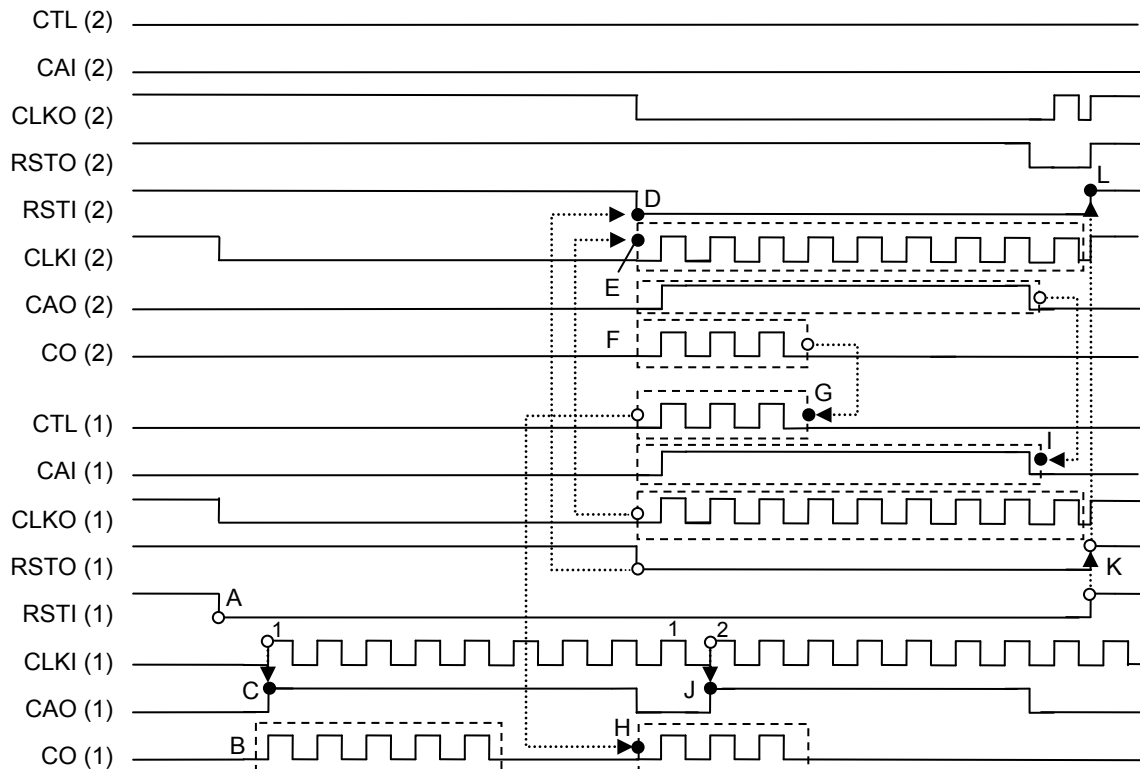 CTL (2)
CAI (2)
CLKO (2)
RSTO (2)
L
RSTI (2)
D
CLKI (2)
E
CAO (2)
CO (2)
F
G
CTL (1)
I
CAI (1)
CLKO (1)
RSTO (1)
K
A
RSTI (1)
1
1
2
CLKI (1)
C
J
CAO (1)
H
B
CO (1)